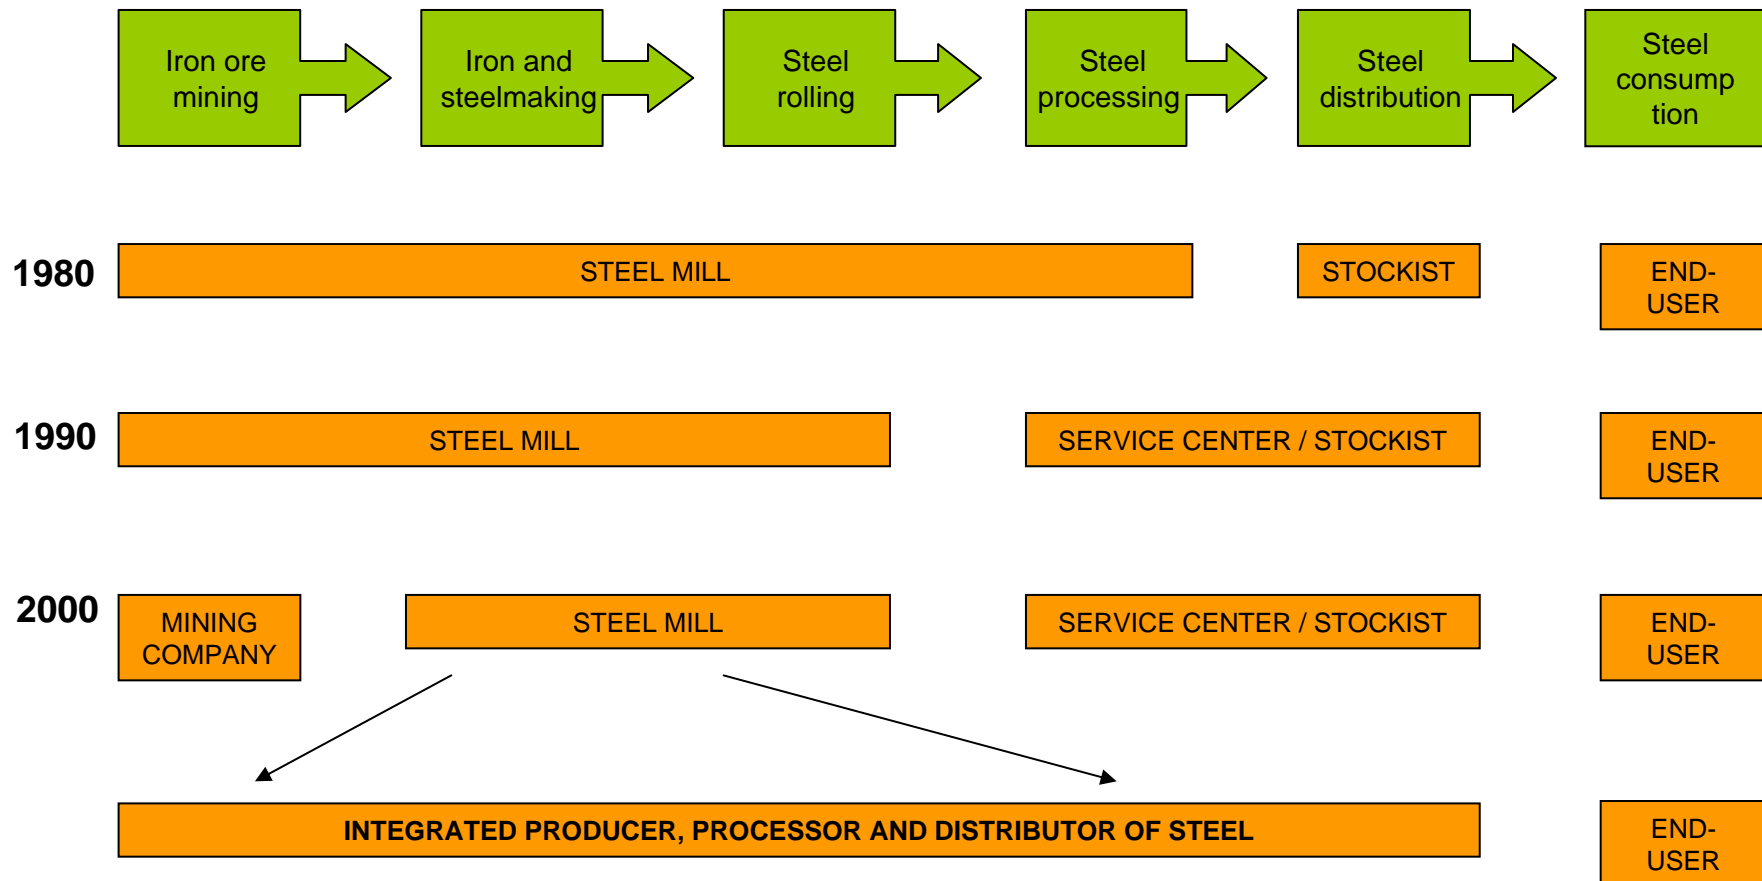 Iron ore
mining
Iron and
steelmaking
Steel
rolling
Steel
processing
Steel
distribution
Steel
consump
tion
1980
STEEL MILL
STOCKIST
END-
USER
1990
STEEL MILL
SERVICE CENTER / STOCKIST
END-
USER
2000
MINING
COMPANY
STEEL MILL
SERVICE CENTER / STOCKIST
END-
USER
INTEGRATED PRODUCER, PROCESSOR AND DISTRIBUTOR OF STEEL
END-
USER